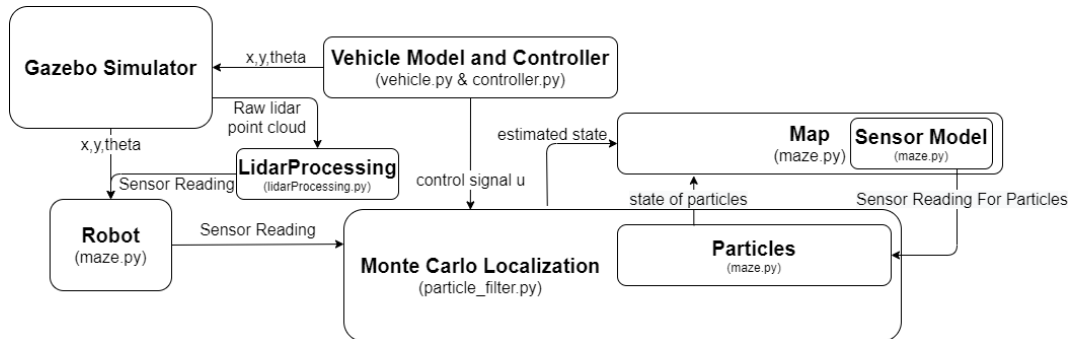 Gazebo Simulator
x,y,theta
Vehicle Model and Controller
(vehicle.py & controller.py)
Raw lidar
point cloud
x,y,theta
LidarProcessing
(lidarProcessing.py)
Sensor Reading
control signal u
estimated state
Map
(maze.py)
Sensor Model
(maze.py)
state of particles
Sensor Reading For Particles
Robot
(maze.py)
Sensor Reading
Monte Carlo Localization
(particle_filter.py)
Particles
(maze.py)